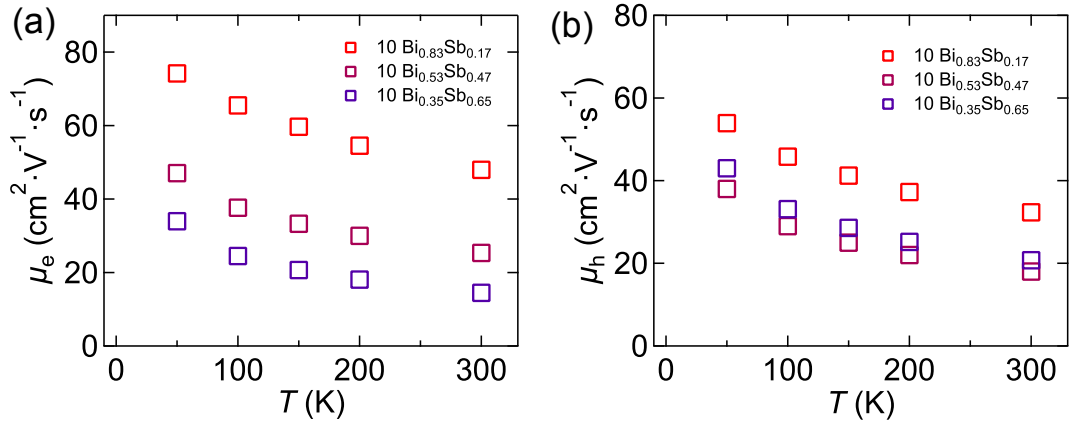 (a)
80
60
40
20
0
μe (cm2·V-1·s-1)
10 Bi0.83Sb0.17
10 Bi0.53Sb0.47
10 Bi0.35Sb0.65
0 100 200 300
T (K)
(b)
80
60
40
20
0
μh (cm2·V-1·s-1)
10 Bi0.83Sb0.17
10 Bi0.53Sb0.47
10 Bi0.35Sb0.65
0 100 200 300
T (K)